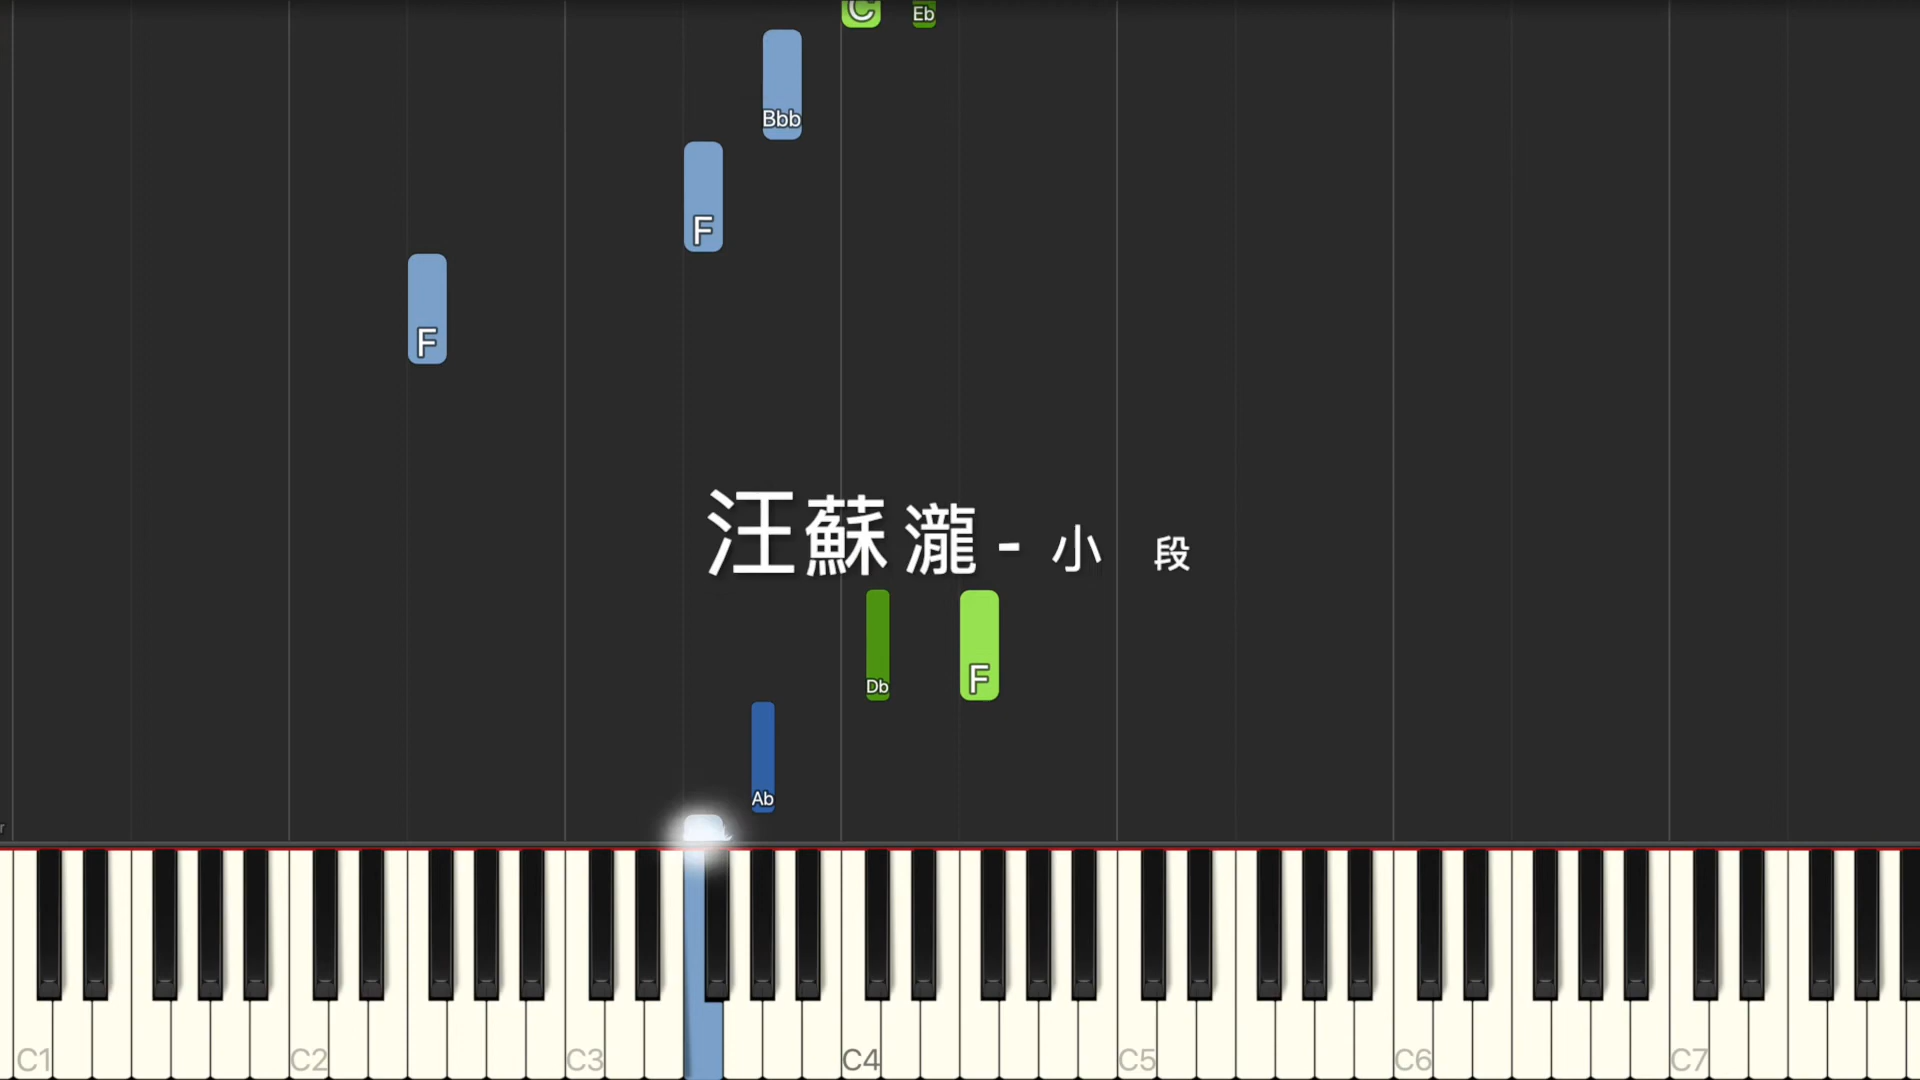 C Eb
Bbb
F
F
汪蘇瀧 - 小 段
Db F
Ab
r
C1 C2 C3 C4 C5 C6 C7